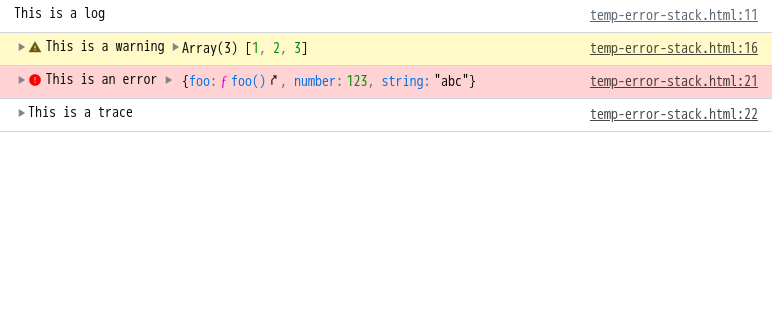 This is a log temp-error-stack.html:11
This is a warning Array(3) [1, 2, 3] temp-error-stack.html:16
This is an error {foo: ƒ foo(), number: 123, string: "abc"} temp-error-stack.html:21
This is a trace temp-error-stack.html:22